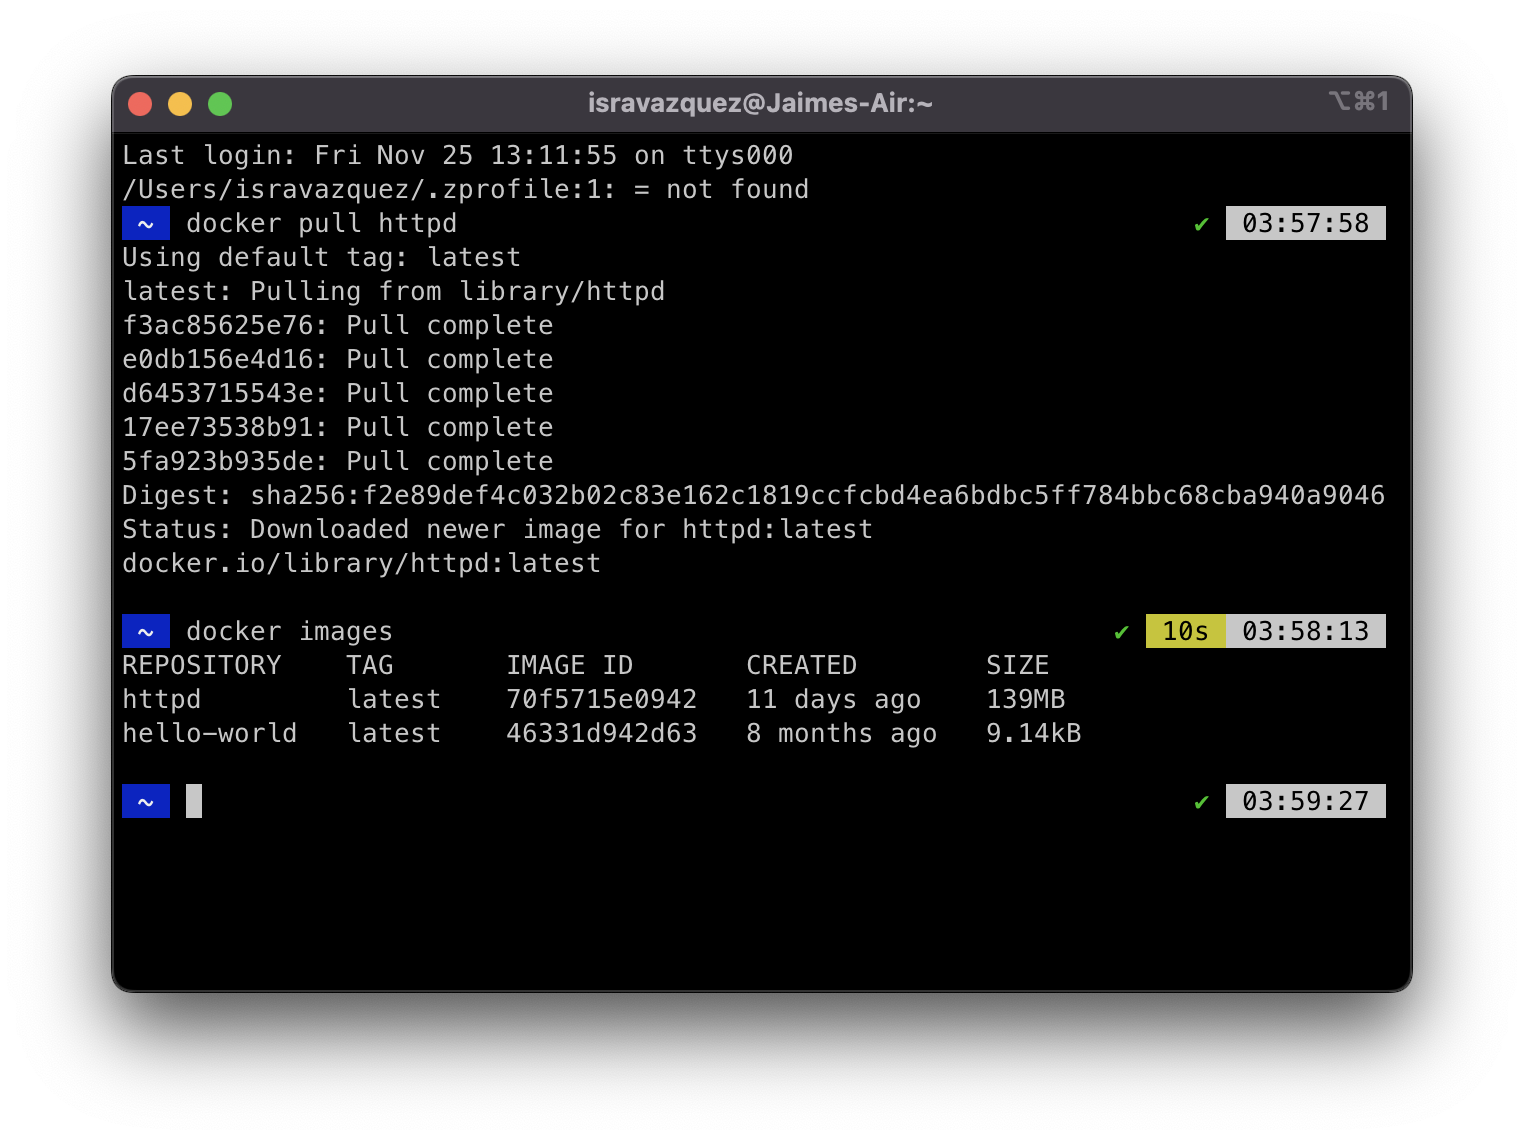 isravazquez@Jaimes-Air:~ ⌥⌘1
Last login: Fri Nov 25 13:11:55 on ttys000
/Users/isravazquez/.zprofile:1: = not found
~ docker pull httpd ✔ 03:57:58
Using default tag: latest
latest: Pulling from library/httpd
f3ac85625e76: Pull complete
e0db156e4d16: Pull complete
d6453715543e: Pull complete
17ee73538b91: Pull complete
5fa923b935de: Pull complete
Digest: sha256:f2e89def4c032b02c83e162c1819ccfcbd4ea6bdbc5ff784bbc68cba940a9046
Status: Downloaded newer image for httpd:latest
docker.io/library/httpd:latest
~ docker images ✔ 10s 03:58:13
REPOSITORY TAG IMAGE ID CREATED SIZE
httpd latest 70f5715e0942 11 days ago 139MB
hello-world latest 46331d942d63 8 months ago 9.14kB
~ ✔ 03:59:27